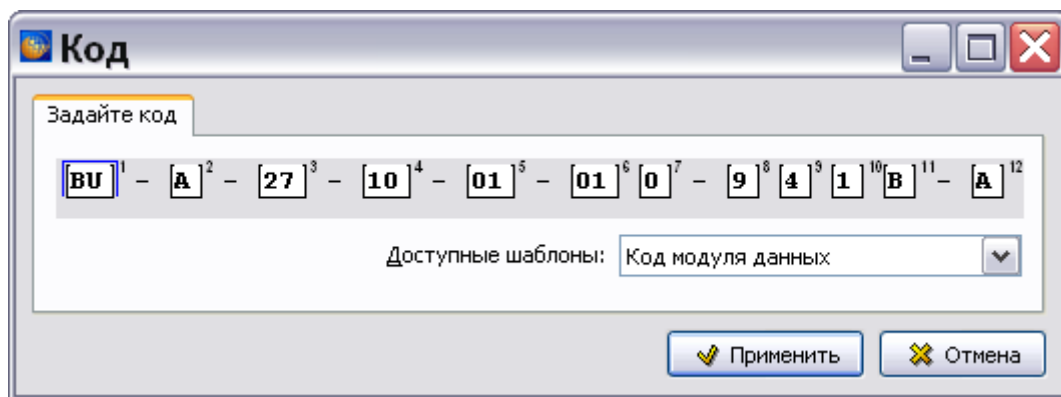 Код
Задайте код
[BU]1 – [A]2 – [27]3 – [10]4 – [01]5 – [01]6 [0]7 – [9]8 [4]9 [1]10 [B]11 – [A]12
Доступные шаблоны: Код модуля данных
Применить Отмена